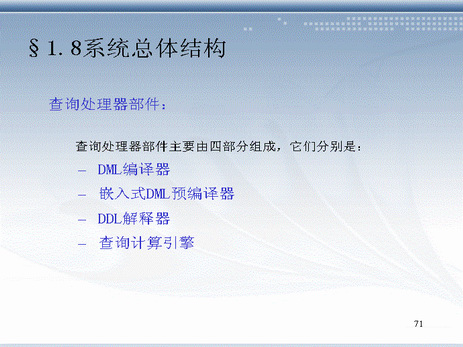 §1.8系统总体结构
查询处理器部件：
查询处理器部件主要由四部分组成，它们分别是：
– DML编译器
– 嵌入式DML预编译器
– DDL解释器
– 查询计算引擎
71